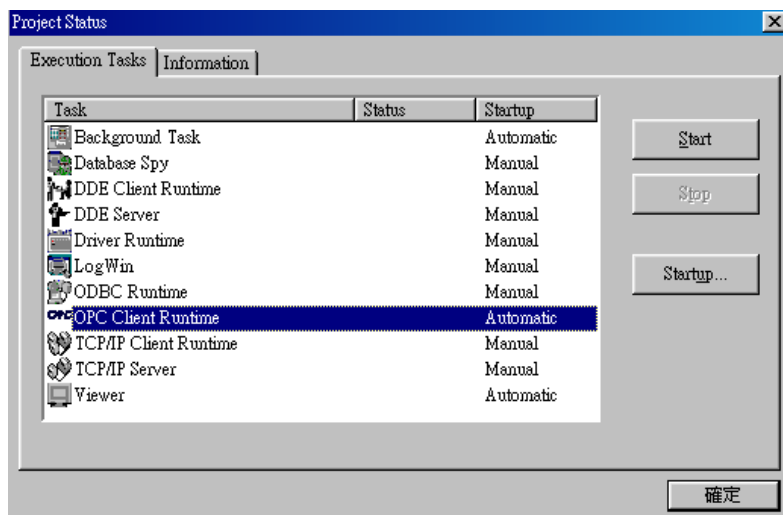 Project Status
Execution Tasks Information
Task Status Startup
Background Task Automatic
Database Spy Manual
DDE Client Runtime Manual
DDE Server Manual
Driver Runtime Manual
LogWin Manual
ODBC Runtime Manual
OPC OPC Client Runtime Automatic
TCP/IP Client Runtime Manual
TCP/IP Server Manual
Viewer Automatic
Start
Stop
Startup...
確定